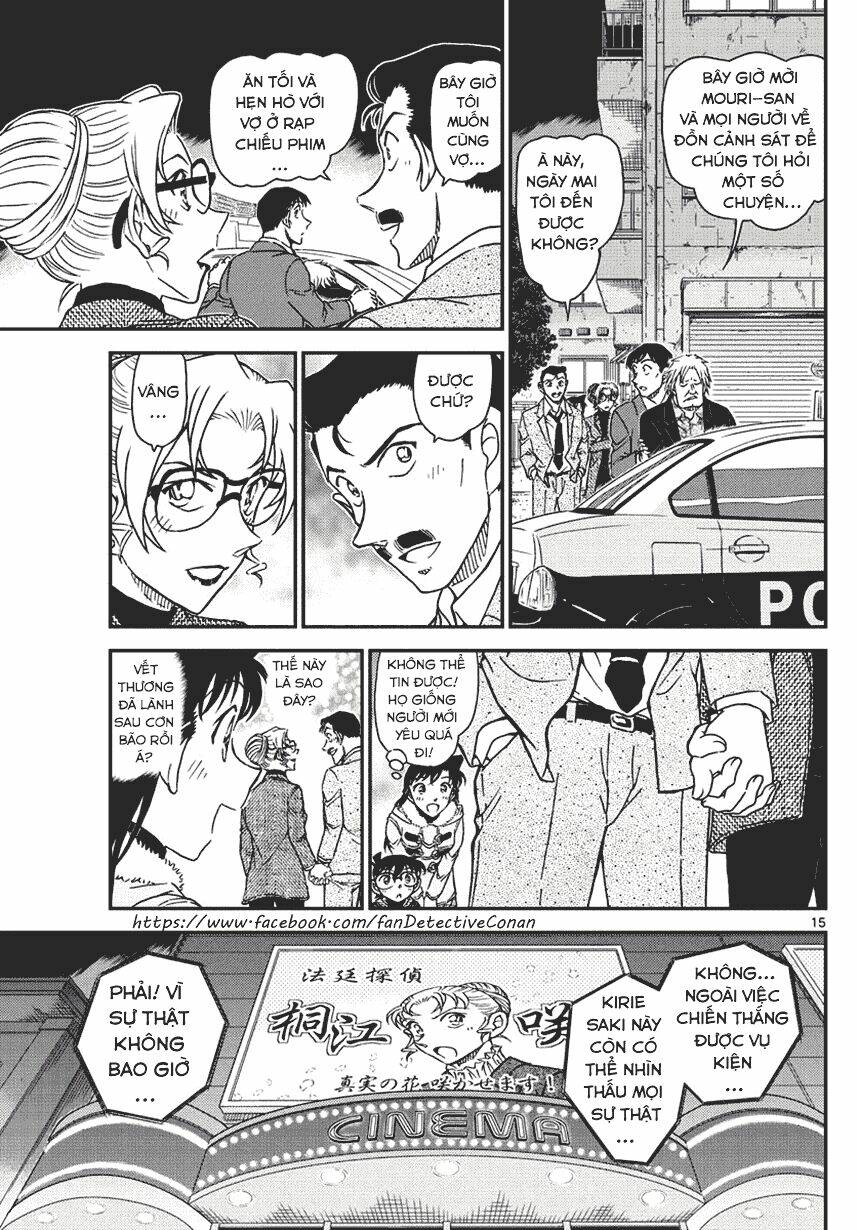 BÂY GIỜ MỜI
MOURI-SAN
VÀ MỌI NGƯỜI VỀ
ĐỒN CẢNH SÁT ĐỂ
CHÚNG TÔI HỎI
MỘT SỐ
CHUYỆN...
À NÀY,
NGÀY MAI
TÔI ĐẾN
ĐƯỢC
KHÔNG?
BÂY GIỜ
TÔI
MUỐN
CÙNG
VỢ...
ĂN TỐI VÀ
HẸN HÒ VỚI
VỢ Ở RẠP
CHIẾU PHIM
...
PO
ĐƯỢC
CHỨ?
VÂNG
...
KHÔNG THỂ
TIN ĐƯỢC!
HỌ GIỐNG
NGƯỜI MỚI
YÊU QUÁ
ĐI!
THẾ NÀY
LÀ SAO
ĐÂY?
VẾT
THƯƠNG
ĐÃ LÀNH
SAU CƠN
BÃO RỒI
Á?
https://www.facebook.com/fanDetectiveConan
15
KHÔNG...
NGOÀI VIỆC
CHIẾN THẮNG
ĐƯỢC VỤ
KIỆN
...
KIRIE
SAKI NÀY
CÒN CÓ
THỂ NHÌN
THẤU MỌI
SỰ THẬT
...
PHẢI! VÌ
SỰ THẬT
KHÔNG
BAO GIỜ
...
法廷探偵
桐江 咲
真実の花咲かせます!
CINEMA